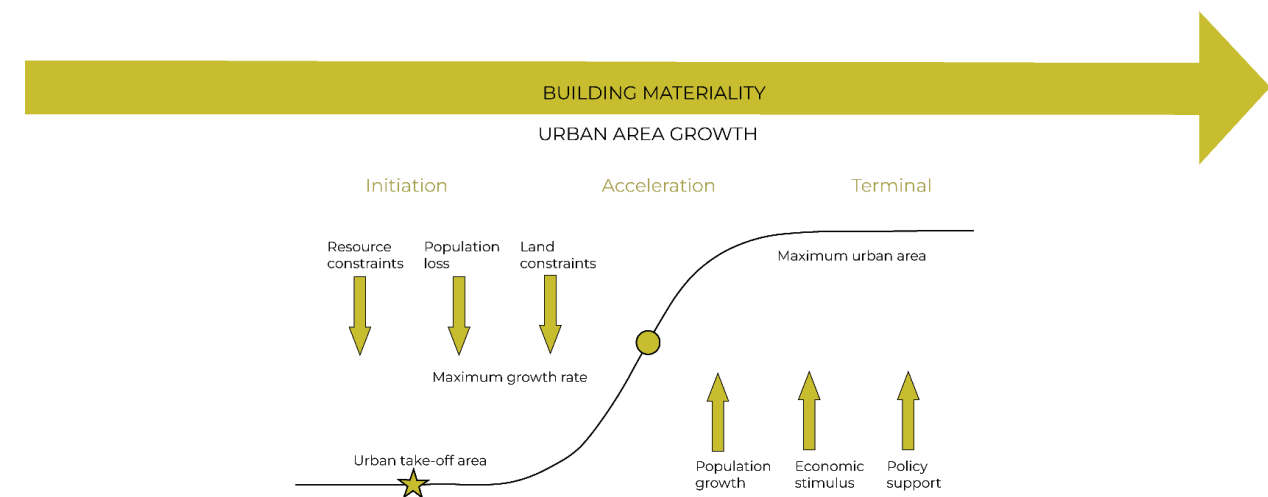 BUILDING MATERIALITY
URBAN AREA GROWTH
Initiation
Acceleration
Terminal
Resource
constraints
Population
loss
Land
constraints
Maximum urban area
Maximum growth rate
Urban take-off area
Population
growth
Economic
stimulus
Policy
support